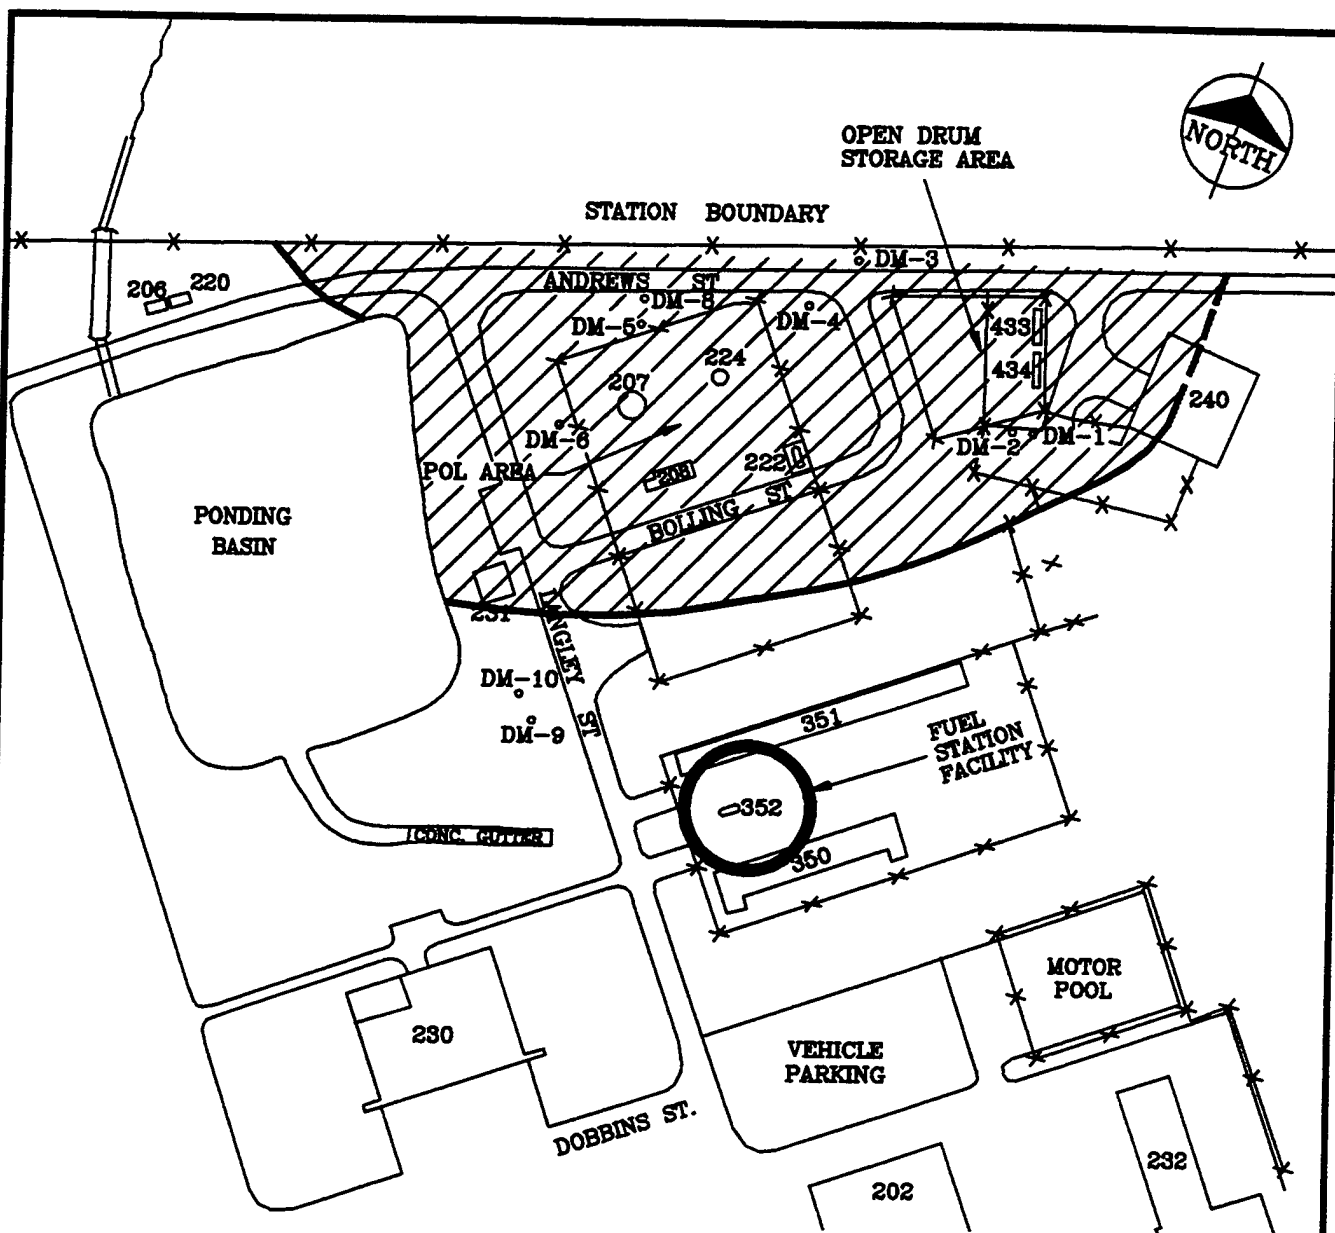 NORTH
OPEN DRUM
STORAGE AREA
STATION BOUNDARY
DM-3
206
220
ANDREWS ST
DM-8
DM-4
DM-5
433
224
434
207
240
DM-6
DM-2
DM-1
222
POL AREA
BOLLING ST
PONDING
BASIN
231
LANGLEY ST
DM-10
DM-9
351
FUEL
STATION
FACILITY
352
CONC. GUTTER
350
MOTOR
POOL
230
VEHICLE
PARKING
DOBBINS ST.
232
202